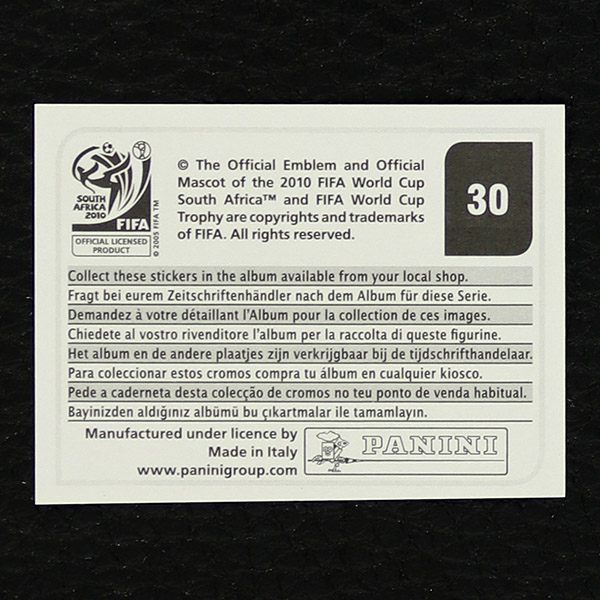 SOUTH
AFRICA
2010
FIFA
OFFICIAL LICENSED
PRODUCT
© 2005 FIFA TM
© The Official Emblem and Official
Mascot of the 2010 FIFA World Cup
South Africa™ and FIFA World Cup
Trophy are copyrights and trademarks
of FIFA. All rights reserved.
30
Collect these stickers in the album available from your local shop.
Fragt bei eurem Zeitschriftenhändler nach dem Album für diese Serie.
Demandez à votre détaillant l'Album pour la collection de ces images.
Chiedete al vostro rivenditore l'album per la raccolta di queste figurine.
Het album en de andere plaatjes zijn verkrijgbaar bij de tijdschrifthandelaar.
Para coleccionar estos cromos compra tu álbum en cualquier kiosco.
Pede a caderneta desta colecção de cromos no teu ponto de venda habitual.
Bayinizden aldığınız albümü bu çıkartmalar ile tamamlayın.
Manufactured under licence by
Made in Italy
www.paninigroup.com
PANINI